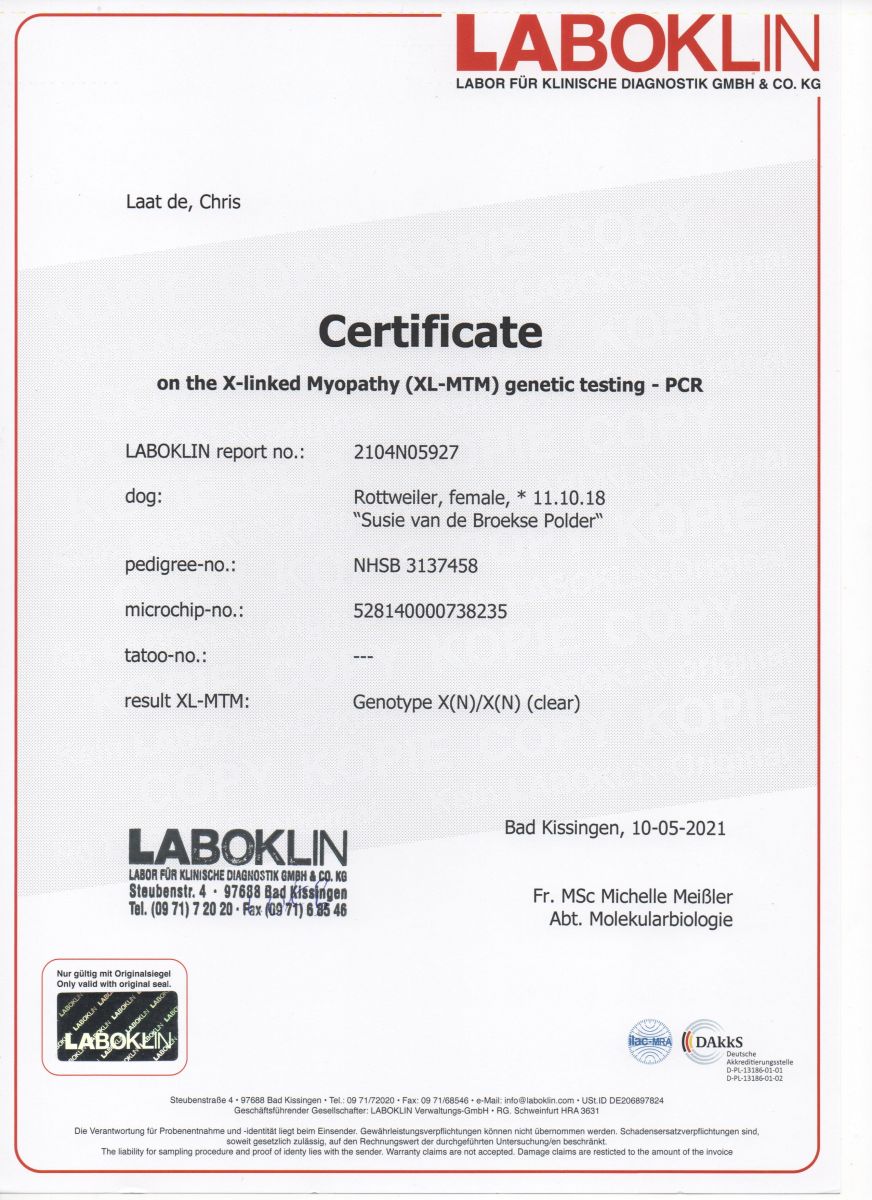 LABOKLIN
LABOR FÜR KLINISCHE DIAGNOSTIK GMBH & CO. KG
Laat de, Chris
Certificate
on the X-linked Myopathy (XL-MTM) genetic testing - PCR
LABOKLIN report no.: 2104N05927
dog: Rottweiler, female, * 11.10.18
"Susie van de Broekse Polder"
pedigree-no.: NHSB 3137458
microchip-no.: 528140000738235
tatoo-no.: ---
result XL-MTM: Genotype X(N)/X(N) (clear)
LABOKLIN
LABOR FÜR KLINISCHE DIAGNOSTIK GMBH & CO. KG
Steubenstr. 4 · 97688 Bad Kissingen
Tel. (09 71) 7 20 20 · Fax (09 71) 6 85 46
Bad Kissingen, 10-05-2021
Fr. MSc Michelle Meißler
Abt. Molekularbiologie
Nur gültig mit Originalsiegel
Only valid with original seal.
LABOKLIN
ilac-MRA
DAkkS
Deutsche
Akkreditierungsstelle
D-PL-13186-01-01
D-PL-13186-01-02
Steubenstraße 4 • 97688 Bad Kissingen • Tel.: 09 71/72020 • Fax: 09 71/68546 • e-Mail: info@laboklin.com • USt.ID DE206897824
Geschäftsführender Gesellschafter: LABOKLIN Verwaltungs-GmbH • RG. Schweinfurt HRA 3631
Die Verantwortung für Probenentnahme und -identität liegt beim Einsender. Gewährleistungsverpflichtungen können nicht übernommen werden. Schadensersatzverpflichtungen sind,
soweit gesetzlich zulässig, auf den Rechnungswert der durchgeführten Untersuchung/en beschränkt.
The liability for sampling procedure and proof of identy lies with the sender. Warranty claims are not accepted. Damage claims are resticted to the amount of the invoice